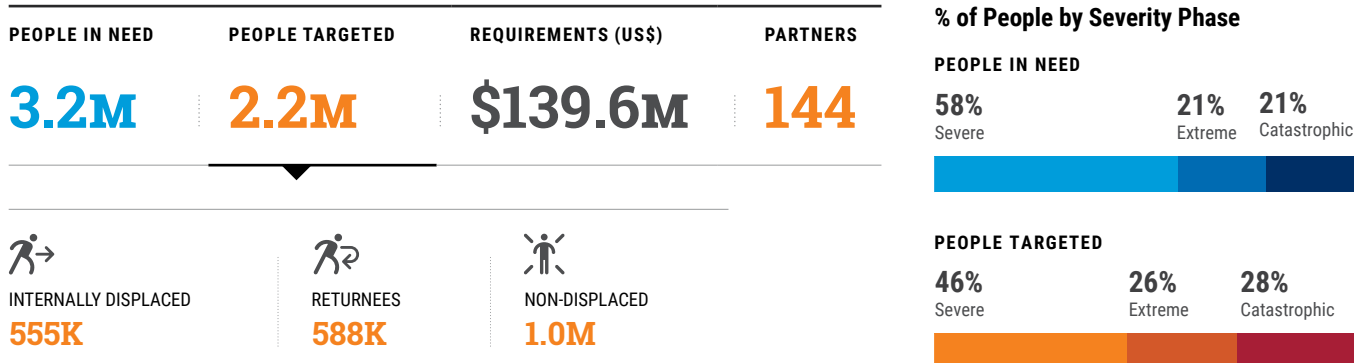 PEOPLE IN NEED
3.2M
PEOPLE TARGETED
2.2M
REQUIREMENTS (US$)
$139.6M
PARTNERS
144
INTERNALLY DISPLACED
555K
RETURNEES
588K
NON-DISPLACED
1.0M
% of People by Severity Phase
PEOPLE IN NEED
58%
Severe
21%
Extreme
21%
Catastrophic
PEOPLE TARGETED
46%
Severe
26%
Extreme
28%
Catastrophic